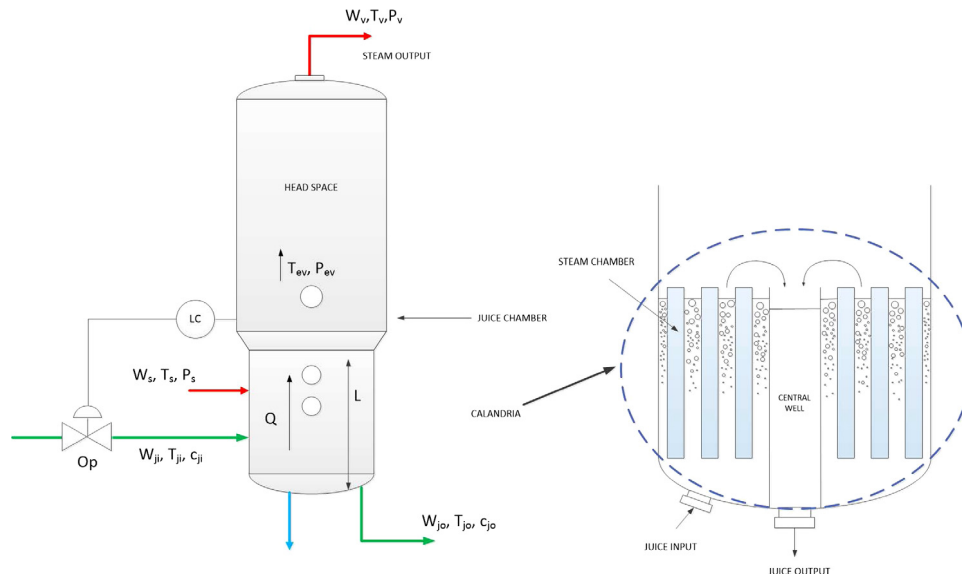 Wv,Tv,Pv
STEAM OUTPUT
HEAD SPACE
Tev, Pev
LC
JUICE CHAMBER
Ws, Ts, Ps
Q
L
Op
Wji, Tji, cji
Wjo, Tjo, cjo
STEAM CHAMBER
CALANDRIA
CENTRAL
WELL
JUICE INPUT
JUICE OUTPUT